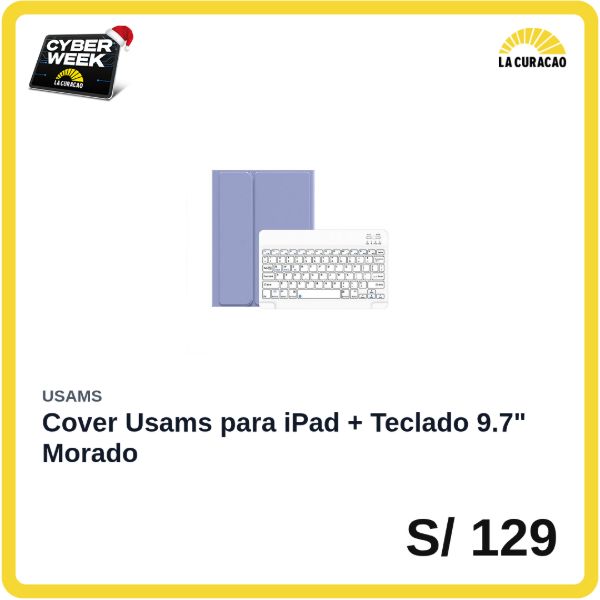 CYBER
WEEK
LA CURACAO
LA CURACAO
USAMS
Cover Usams para iPad + Teclado 9.7"
Morado
S/ 129